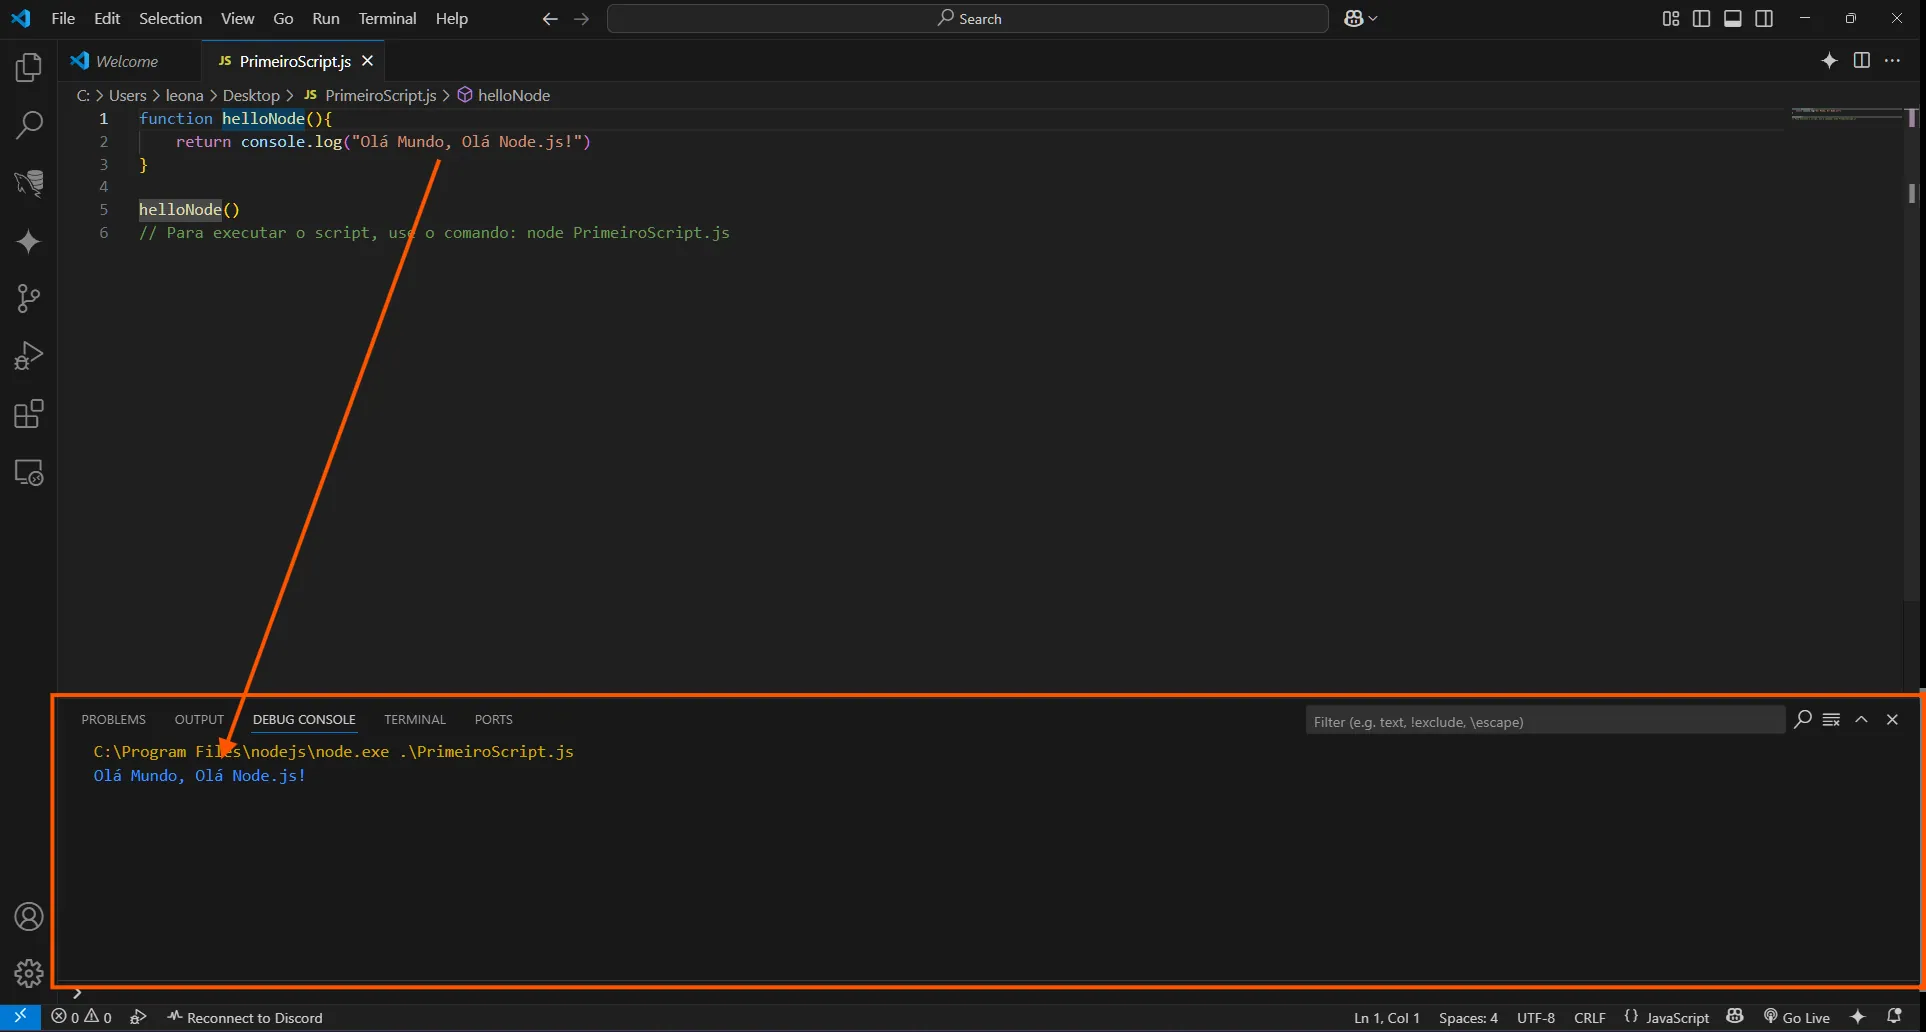 File Edit Selection View Go Run Terminal Help Search
Welcome JS PrimeiroScript.js
C: > Users > leona > Desktop > JS PrimeiroScript.js > helloNode
1 function helloNode(){
2 return console.log("Olá Mundo, Olá Node.js!")
3 }
4
5 helloNode()
6 // Para executar o script, use o comando: node PrimeiroScript.js
PROBLEMS OUTPUT DEBUG CONSOLE TERMINAL PORTS Filter (e.g. text, !exclude, \escape)
C:\Program Files\nodejs\node.exe .\PrimeiroScript.js
Olá Mundo, Olá Node.js!
>
0 0 Reconnect to Discord Ln 1, Col 1 Spaces: 4 UTF-8 CRLF {} JavaScript Go Live